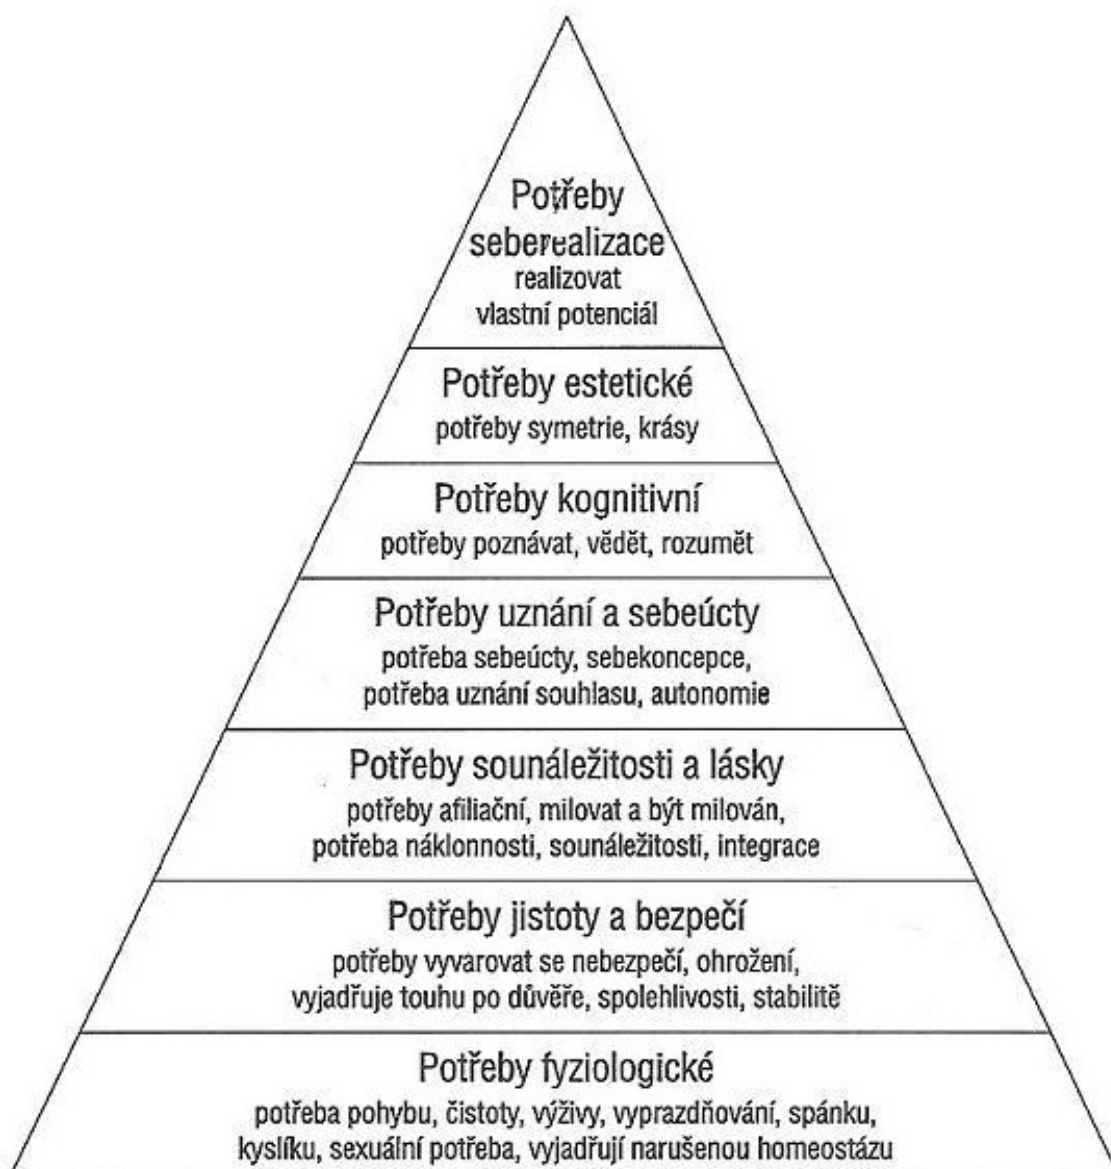 Potřeby
seberealizace
realizovat
vlastní potenciál
Potřeby estetické
potřeby symetrie, krásy
Potřeby kognitivní
potřeby poznávat, vědět, rozumět
Potřeby uznání a sebeúcty
potřeba sebeúcty, sebekoncepce,
potřeba uznání souhlasu, autonomie
Potřeby sounáležitosti a lásky
potřeby afiliační, milovat a být milován,
potřeba náklonnosti, sounáležitosti, integrace
Potřeby jistoty a bezpečí
potřeby vyvarovat se nebezpečí, ohrožení,
vyjadřuje touhu po důvěře, spolehlivosti, stabilitě
Potřeby fyziologické
potřeba pohybu, čistoty, výživy, vyprazdňování, spánku,
kyslíku, sexuální potřeba, vyjadřují narušenou homeostázu